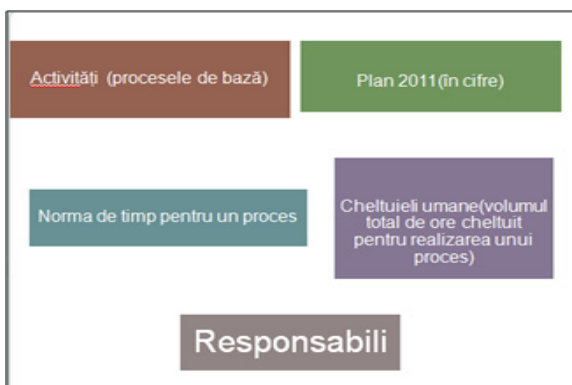 Activități (procesele de bază)
Plan 2011(în cifre)
Norma de timp pentru un proces
Cheltuieli umane(volumul
total de ore cheltuit
pentru realizarea unui
proces)
Responsabili